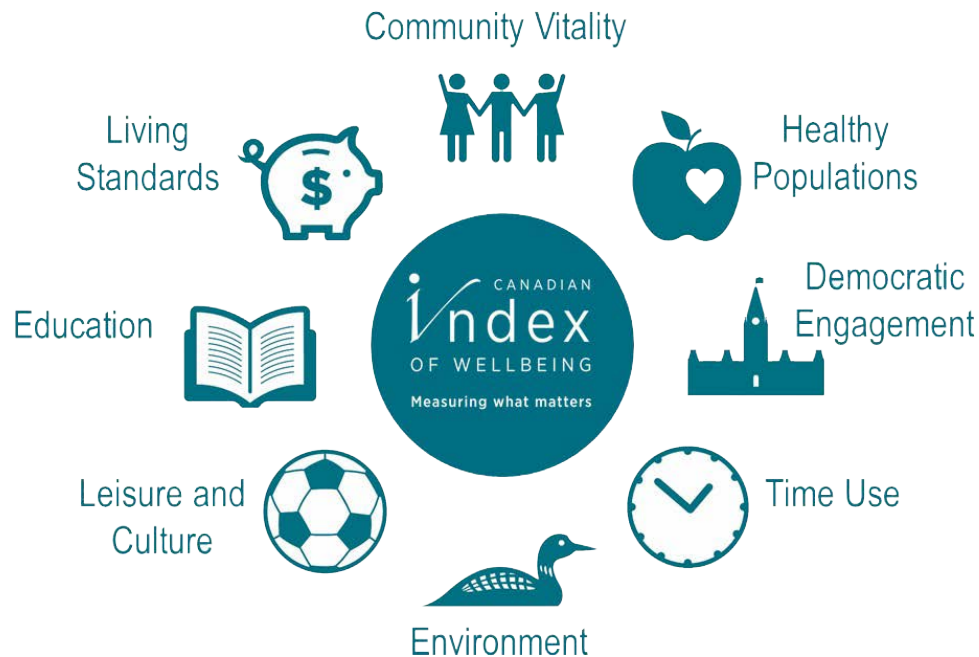 Community Vitality
Living
Standards
$
Healthy
Populations
Education
CANADIAN
index
OF WELLBEING
Measuring what matters
Democratic
Engagement
Leisure and
Culture
Time Use
Environment